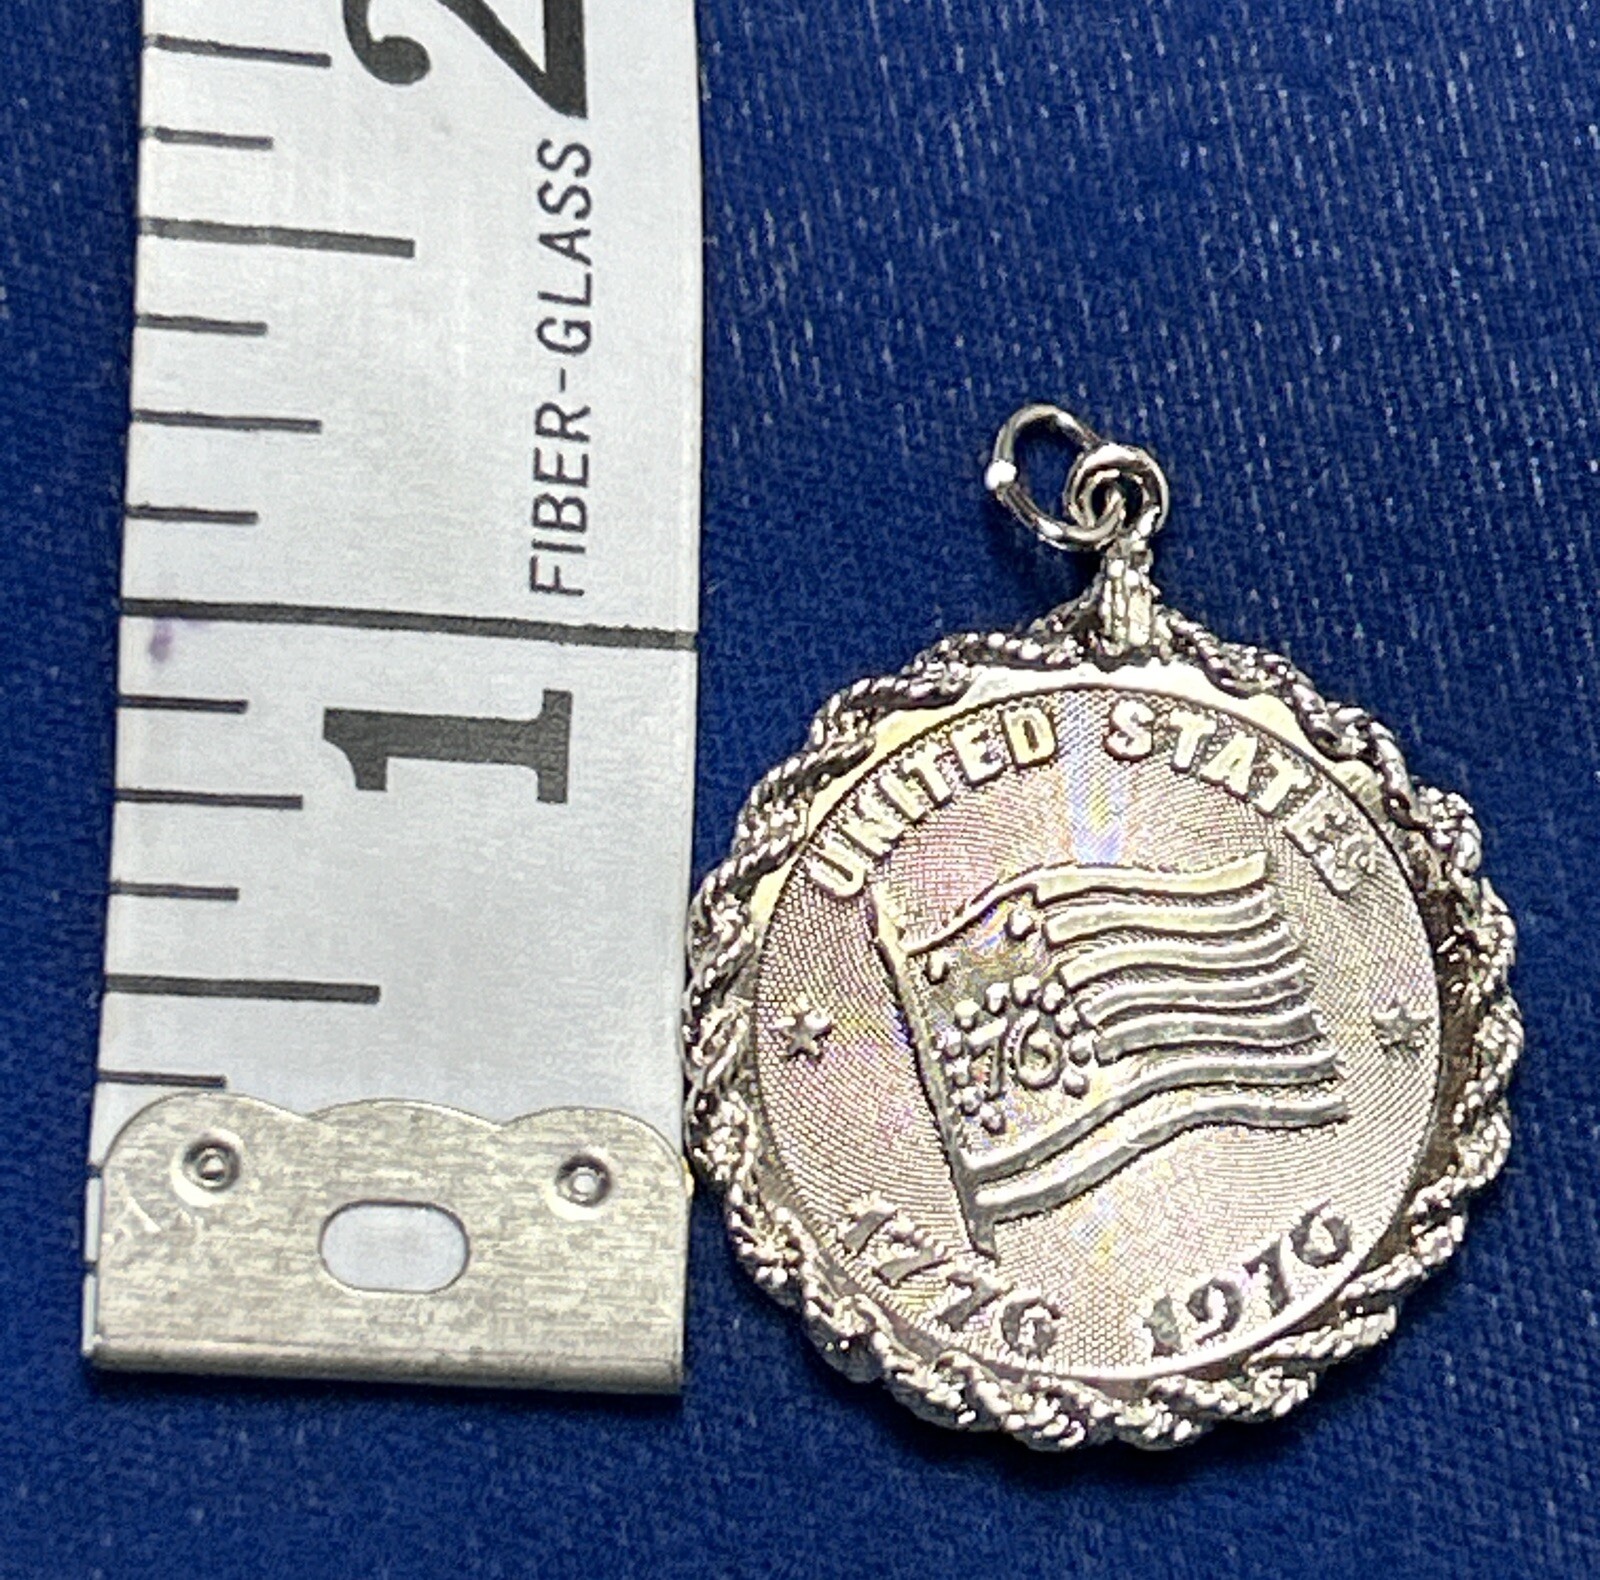 2
FIBER-GLASS
1
UNITED STATES
76
1776 1976